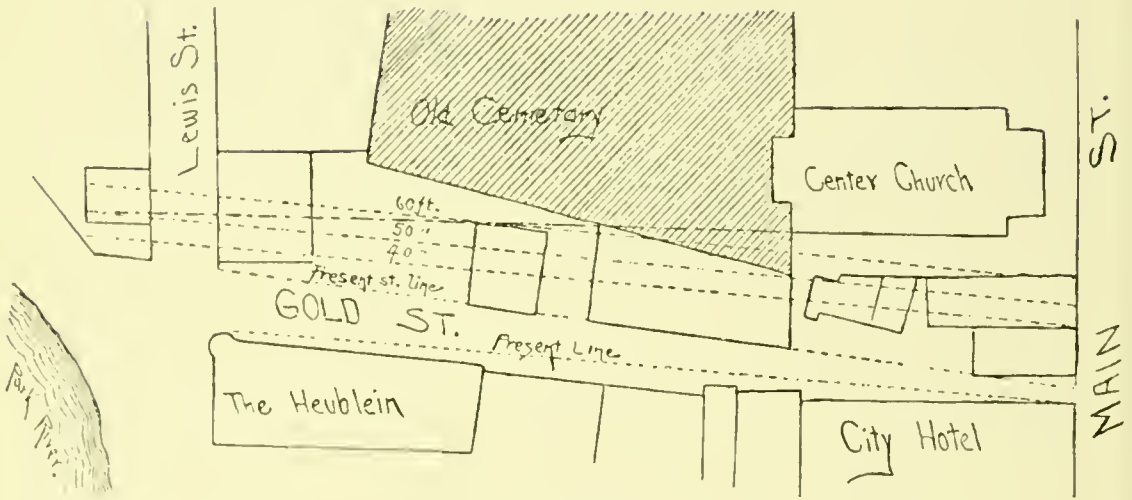 Lewis St.
Old Cemetary
Center Church
ST.
MAIN
60ft.
50 "
40 "
Present st. line
GOLD ST.
Present Line
The Heublein
City Hotel
Park River.